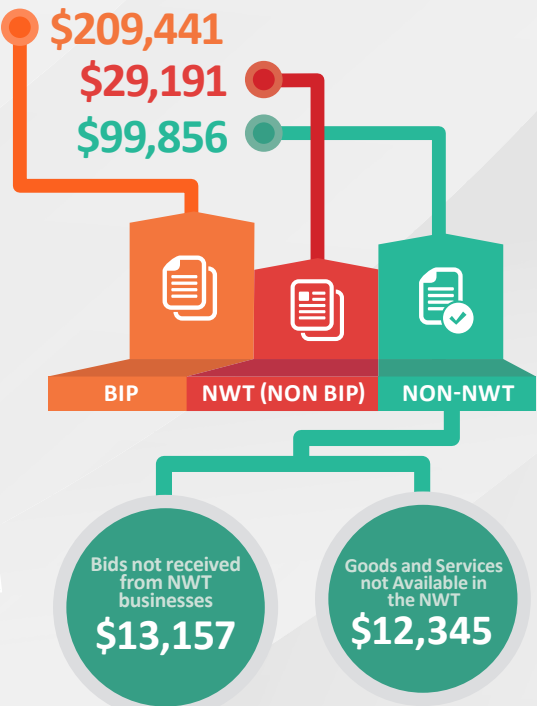 $209,441
$29,191
$99,856
BIP
NWT (NON BIP)
NON-NWT
Bids not received
from NWT
businesses
$13,157
Goods and Services
not Available in
the NWT
$12,345